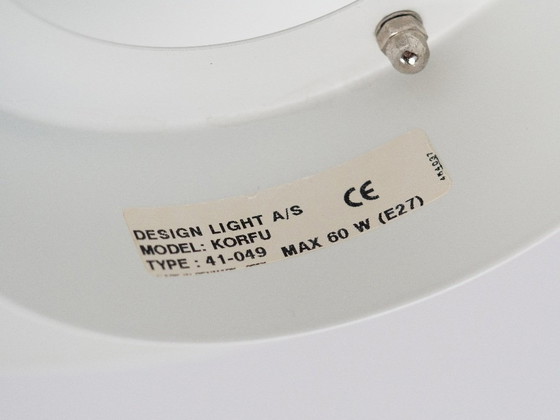 DESIGN LIGHT A/S CE
MODEL: KORFU
TYPE : 41-049 MAX 60 W (E27)